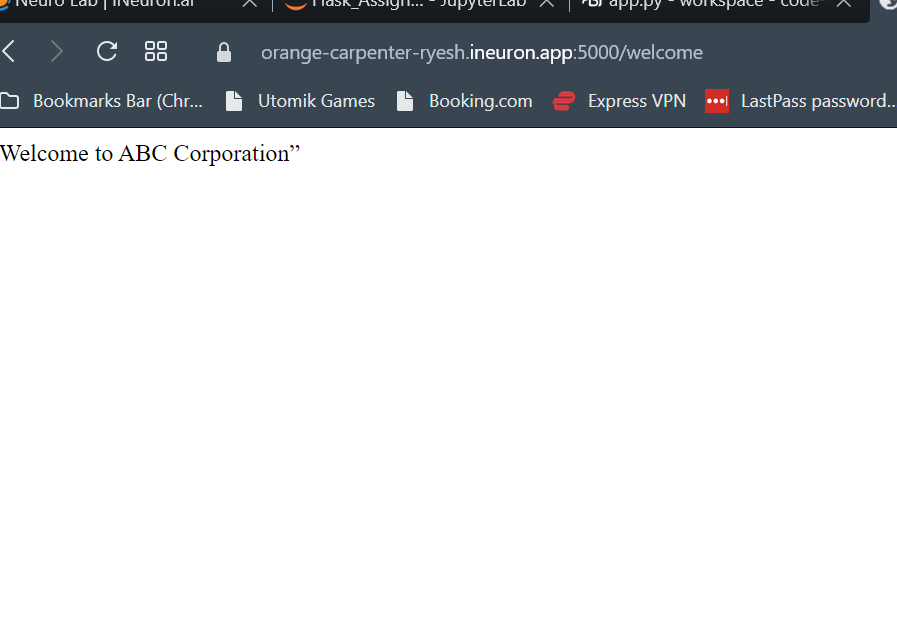 Neuro Lab | iNeuron.ai Flask_Assign... - JupyterLab app.py - workspace - code-
orange-carpenter-ryesh.ineuron.app:5000/welcome
Bookmarks Bar (Chr... Utomik Games Booking.com Express VPN LastPass password...
Welcome to ABC Corporation”